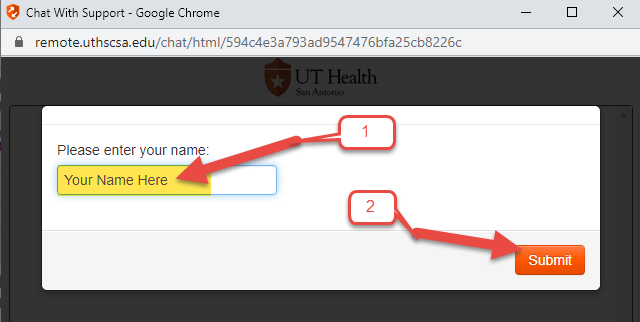 Chat With Support - Google Chrome
remote.uthscsa.edu/chat/html/594c4e3a793ad9547476bfa25cb8226c
UT Health
San Antonio
1
Please enter your name:
Your Name Here
2
Submit